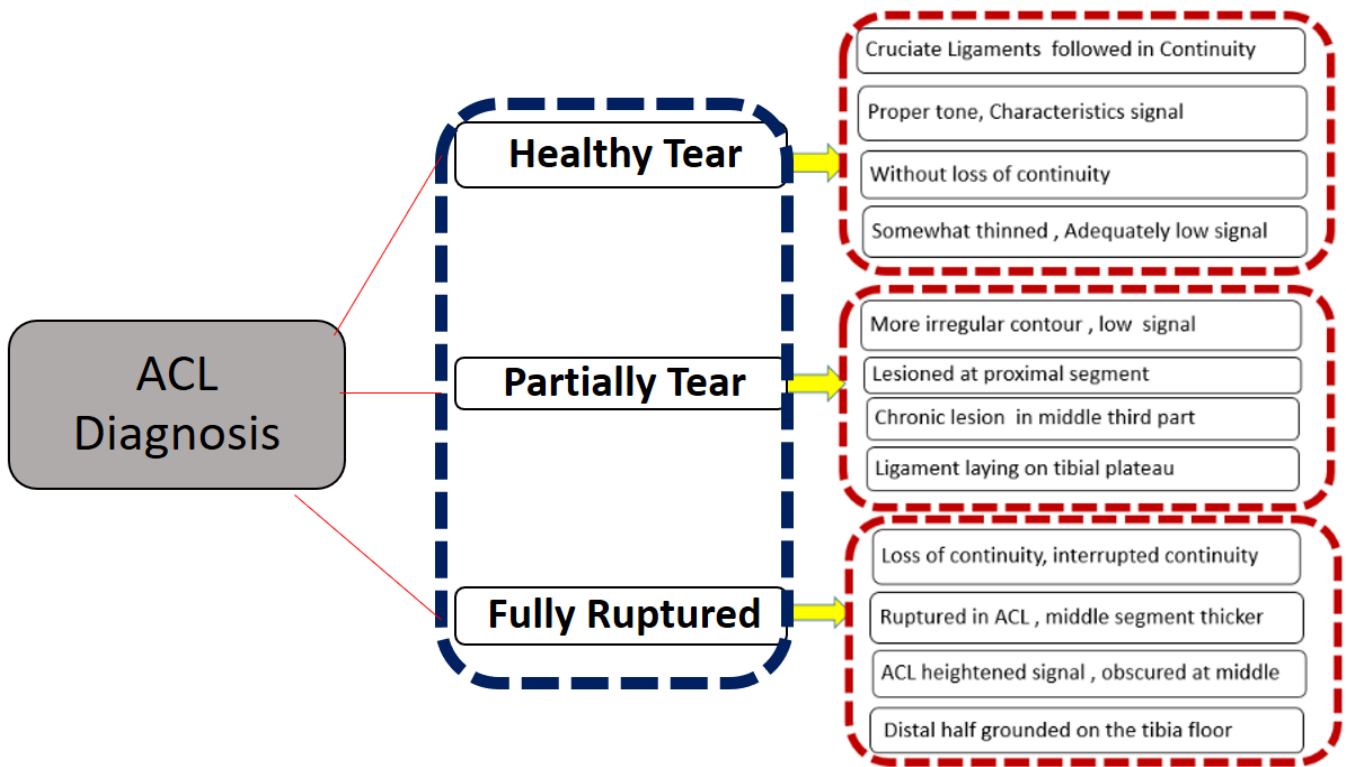 ACL
Diagnosis
Healthy Tear
Cruciate Ligaments followed in Continuity
Proper tone, Characteristics signal
Without loss of continuity
Somewhat thinned , Adequately low signal
Partially Tear
More irregular contour , low signal
Lesioned at proximal segment
Chronic lesion in middle third part
Ligament laying on tibial plateau
Fully Ruptured
Loss of continuity, interrupted continuity
Ruptured in ACL , middle segment thicker
ACL heightened signal , obscured at middle
Distal half grounded on the tibia floor